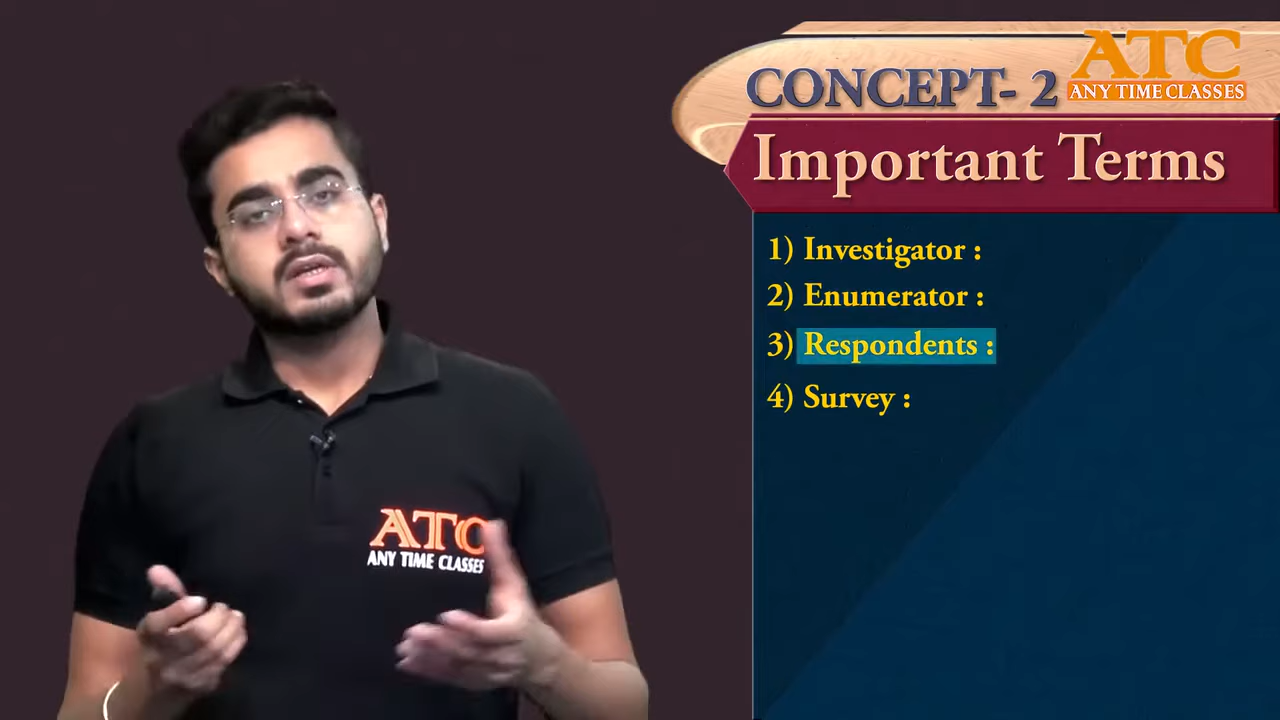 CONCEPT- 2
ATC
ANY TIME CLASSES
Important Terms
1) Investigator :
2) Enumerator :
3) Respondents :
4) Survey :
ATC
ANY TIME CLASSES